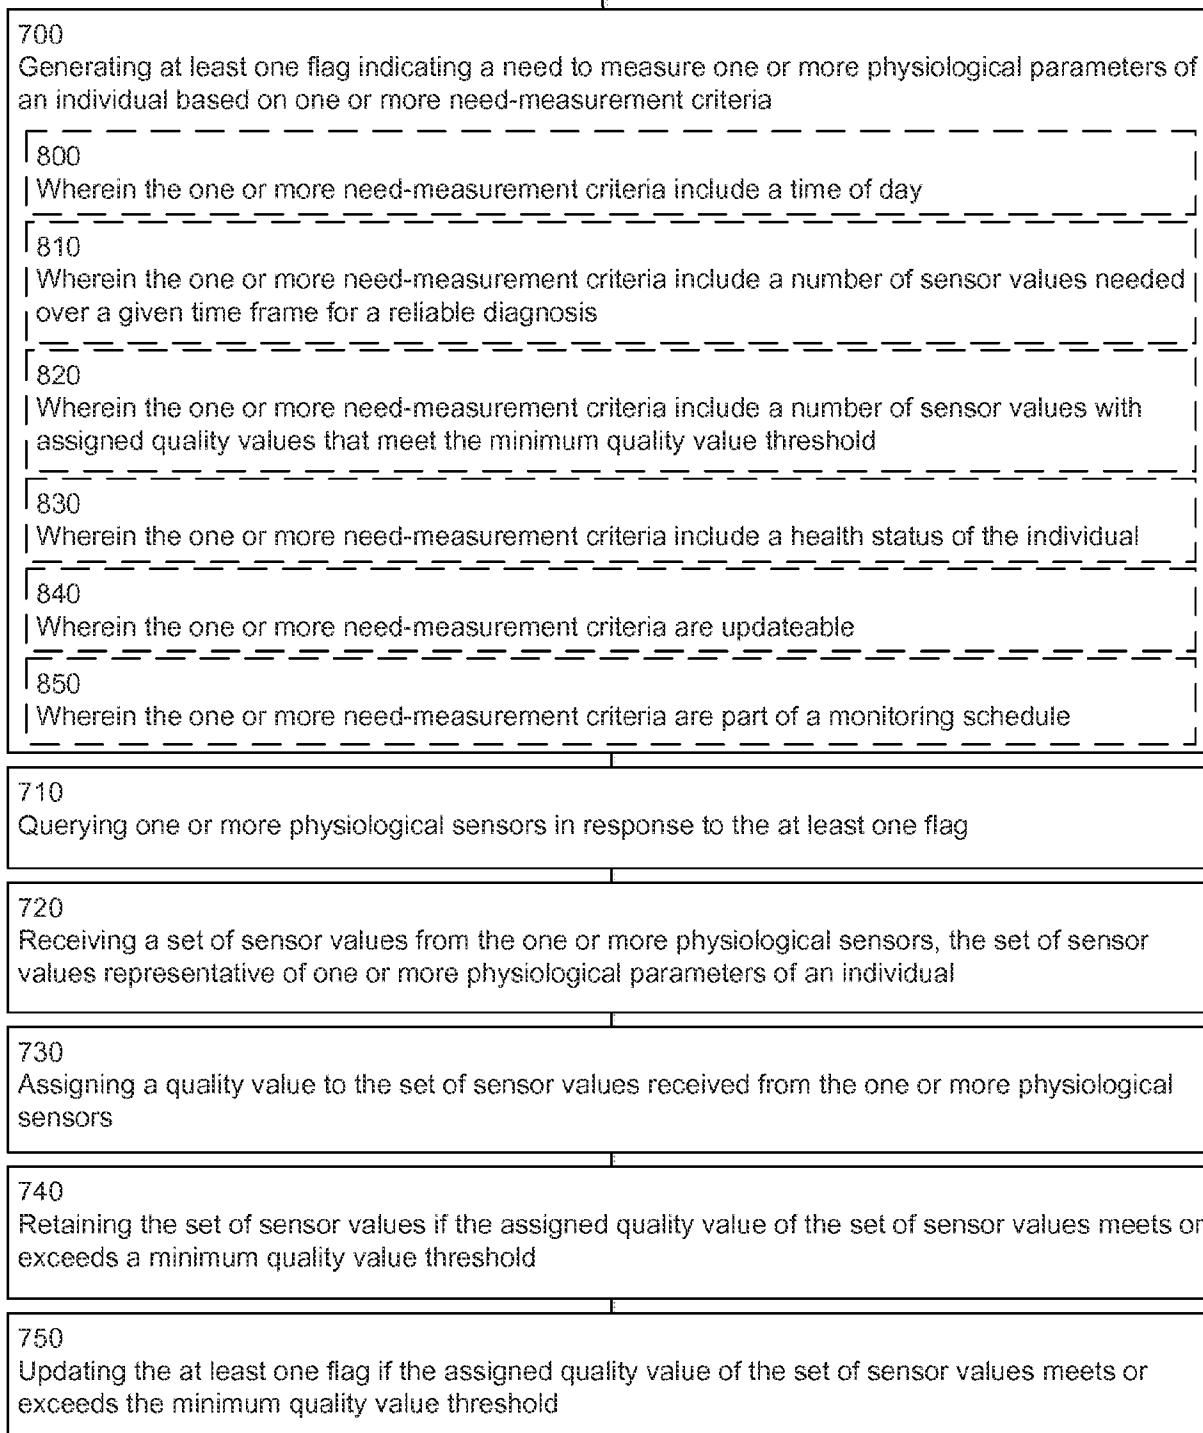 700
Generating at least one flag indicating a need to measure one or more physiological parameters of
an individual based on one or more need-measurement criteria
800
Wherein the one or more need-measurement criteria include a time of day
810
Wherein the one or more need-measurement criteria include a number of sensor values needed
over a given time frame for a reliable diagnosis
820
Wherein the one or more need-measurement criteria include a number of sensor values with
assigned quality values that meet the minimum quality value threshold
830
Wherein the one or more need-measurement criteria include a health status of the individual
840
Wherein the one or more need-measurement criteria are updateable
850
Wherein the one or more need-measurement criteria are part of a monitoring schedule
710
Querying one or more physiological sensors in response to the at least one flag
720
Receiving a set of sensor values from the one or more physiological sensors, the set of sensor
values representative of one or more physiological parameters of an individual
730
Assigning a quality value to the set of sensor values received from the one or more physiological
sensors
740
Retaining the set of sensor values if the assigned quality value of the set of sensor values meets or
exceeds a minimum quality value threshold
750
Updating the at least one flag if the assigned quality value of the set of sensor values meets or
exceeds the minimum quality value threshold